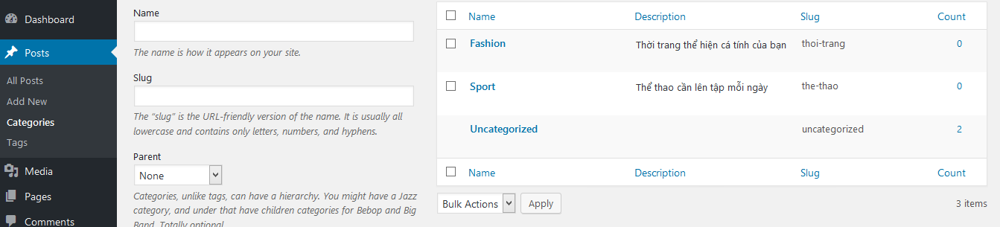 Dashboard
Posts
All Posts
Add New
Categories
Tags
Media
Pages
Comments
Name
The name is how it appears on your site.
Slug
The “slug” is the URL-friendly version of the name. It is usually all
lowercase and contains only letters, numbers, and hyphens.
Parent
None
Categories, unlike tags, can have a hierarchy. You might have a Jazz
category, and under that have children categories for Bebop and Big
Band. Totally optional.
Name Description Slug Count
Fashion Thời trang thể hiện cá tính của bạn thoi-trang 0
Sport Thể thao cần lên tập mỗi ngày the-thao 0
Uncategorized uncategorized 2
Name Description Slug Count
Bulk Actions Apply 3 items